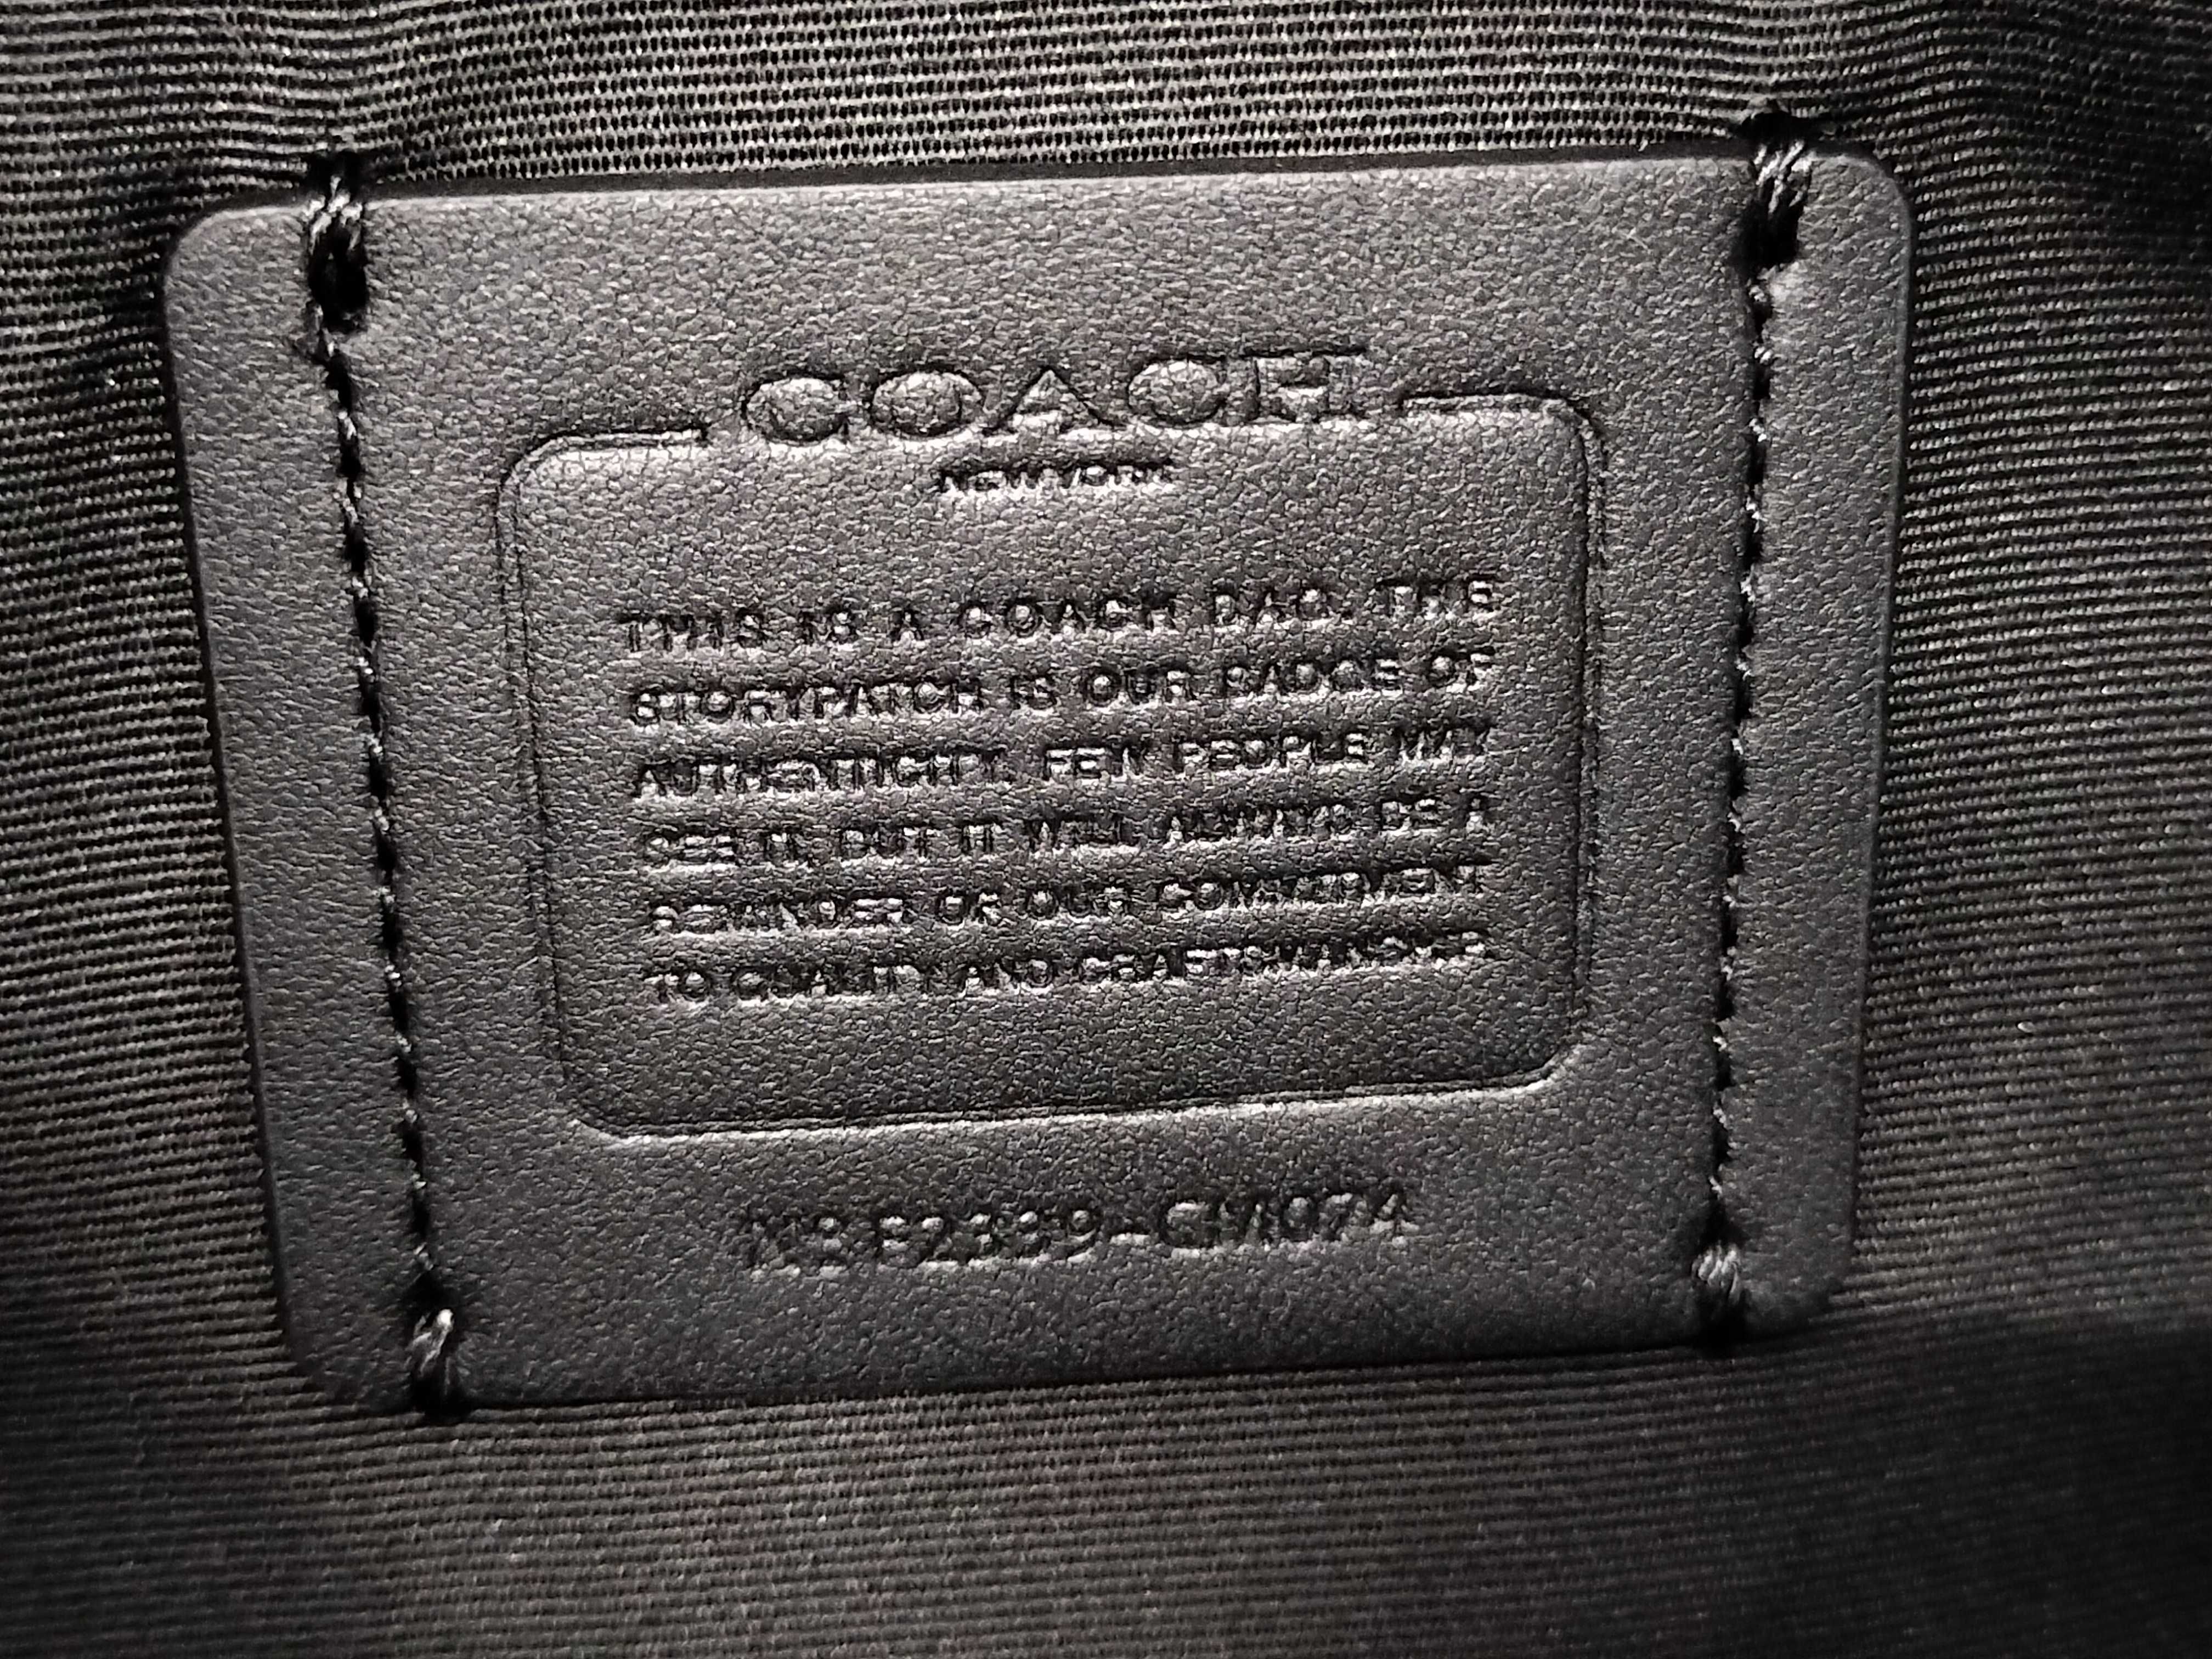 COACH
NEW YORK
THIS IS A COACH BAG. THE
STORYPATCH IS OUR BADGE OF
AUTHENTICITY. FEW PEOPLE MAY
SEE IT, BUT IT WILL ALWAYS BE A
REMINDER OF OUR COMMITMENT
TO QUALITY AND CRAFTSMANSHIP.